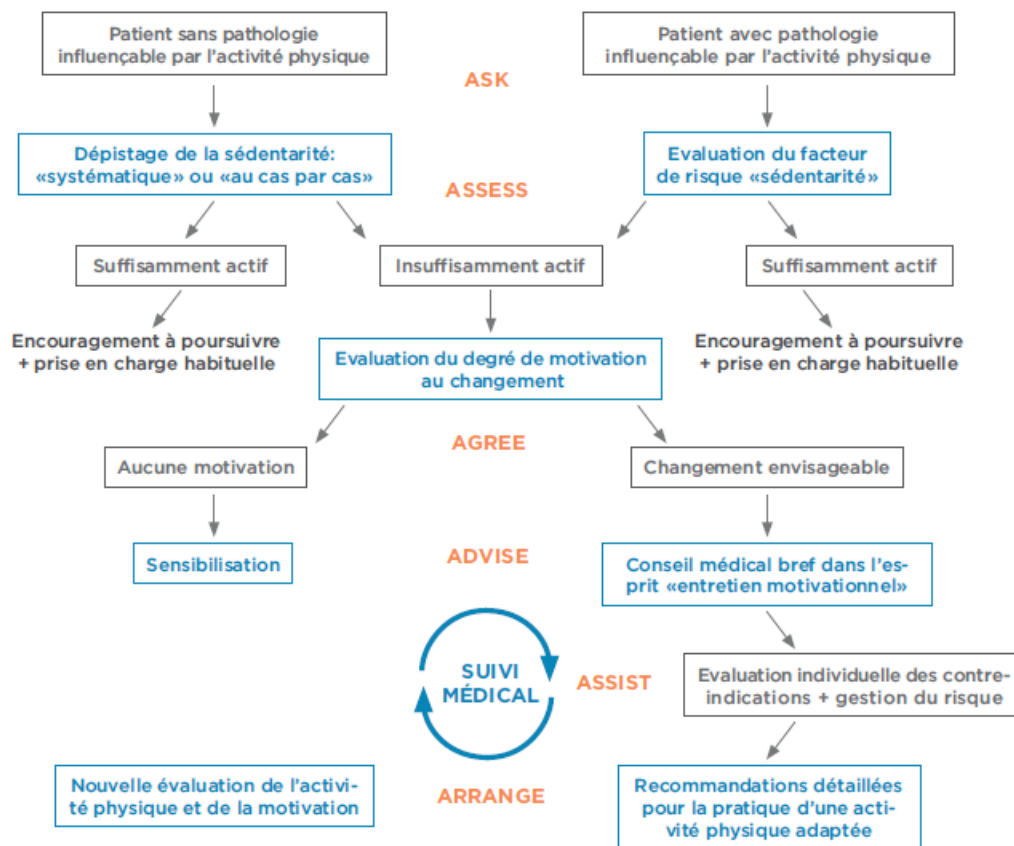 Patient sans pathologie
influençable par l'activité physique
Patient avec pathologie
influençable par l'activité physique
ASK
Dépistage de la sédentarité:
«systématique» ou «au cas par cas»
Evaluation du facteur
de risque «sédentarité»
ASSESS
Suffisamment actif
Insuffisamment actif
Suffisamment actif
Encouragement à poursuivre
+ prise en charge habituelle
Evaluation du degré de motivation
au changement
Encouragement à poursuivre
+ prise en charge habituelle
AGREE
Aucune motivation
Changement envisageable
Sensibilisation
ADVISE
Conseil médical bref dans l'es-
prit «entretien motivationnel»
SUIVI
MÉDICAL
ASSIST
Evaluation individuelle des contre-
indications + gestion du risque
Nouvelle évaluation de l'activi-
té physique et de la motivation
ARRANGE
Recommandations détaillées
pour la pratique d'une acti-
vité physique adaptée